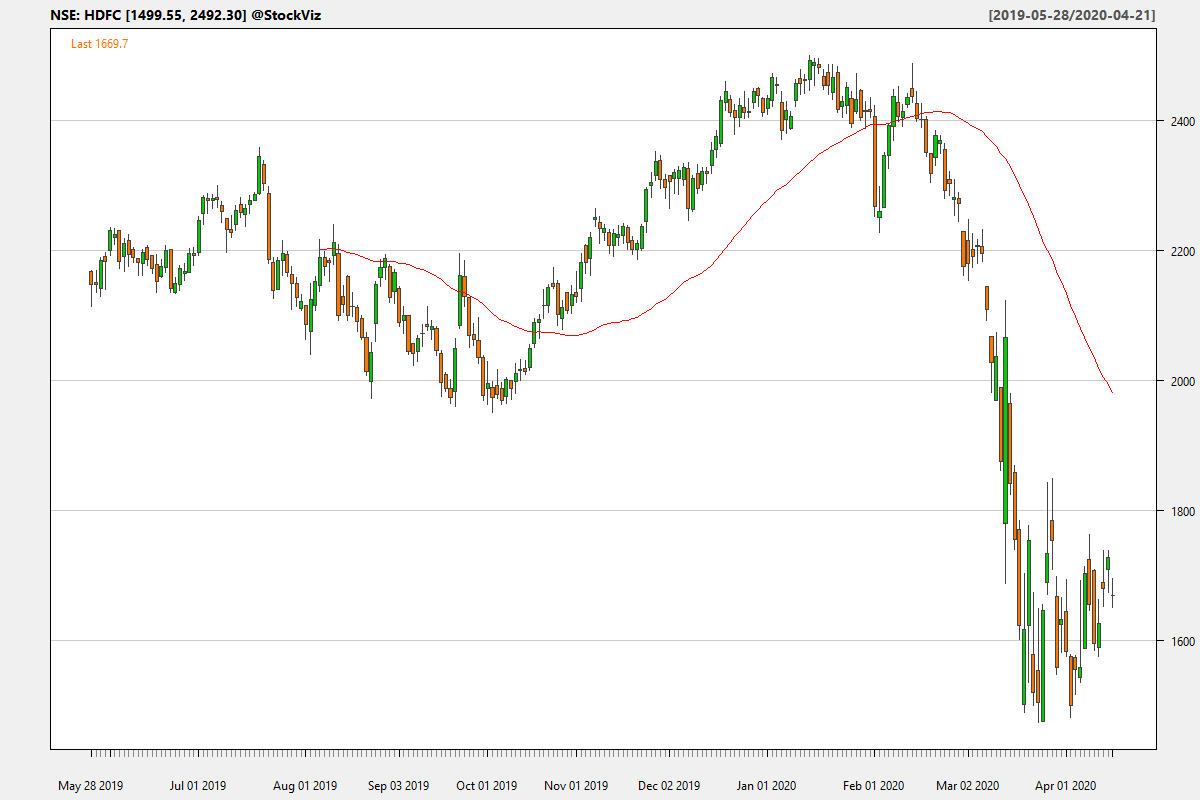 NSE: HDFC [1499.55, 2492.30] @StockViz
[2019-05-28/2020-04-21]
Last 1669.7
2400
2200
2000
1800
1600
May 28 2019
Jul 01 2019
Aug 01 2019
Sep 03 2019
Oct 01 2019
Nov 01 2019
Dec 02 2019
Jan 01 2020
Feb 01 2020
Mar 02 2020
Apr 01 2020